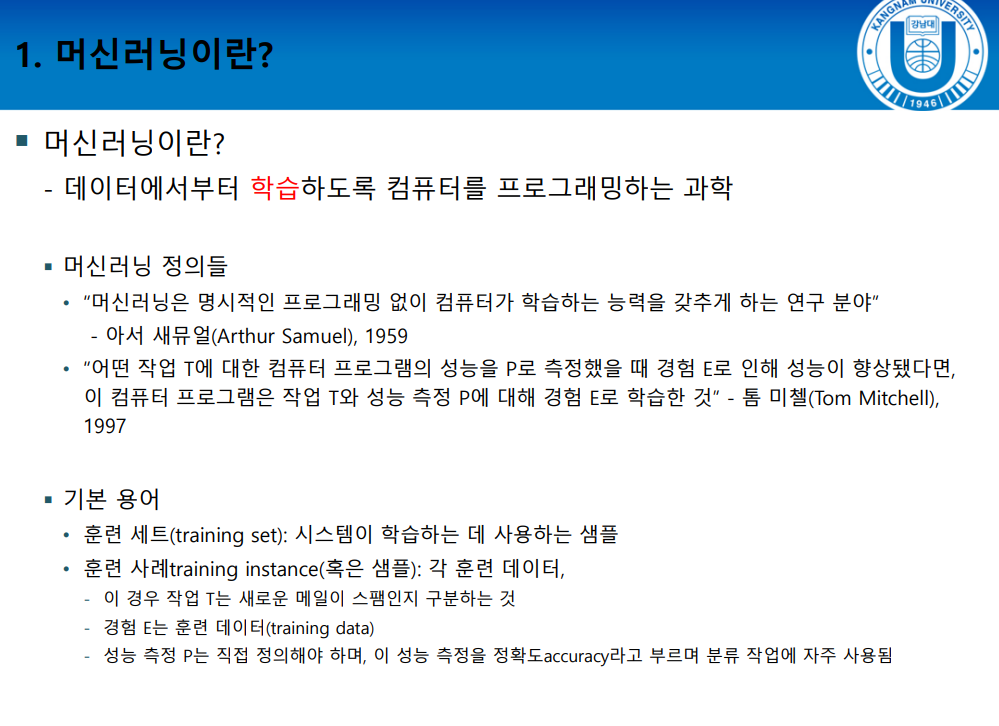 1. 머신러닝이란?
KANGNAM UNIVERSITY
강남대
1946
머신러닝이란?
- 데이터에서부터 학습하도록 컴퓨터를 프로그래밍하는 과학
머신러닝 정의들
• “머신러닝은 명시적인 프로그래밍 없이 컴퓨터가 학습하는 능력을 갖추게 하는 연구 분야”
- 아서 새뮤얼(Arthur Samuel), 1959
• “어떤 작업 T에 대한 컴퓨터 프로그램의 성능을 P로 측정했을 때 경험 E로 인해 성능이 향상됐다면,
이 컴퓨터 프로그램은 작업 T와 성능 측정 P에 대해 경험 E로 학습한 것” - 톰 미첼(Tom Mitchell),
1997
기본 용어
• 훈련 세트(training set): 시스템이 학습하는 데 사용하는 샘플
• 훈련 사례training instance(혹은 샘플): 각 훈련 데이터,
- 이 경우 작업 T는 새로운 메일이 스팸인지 구분하는 것
- 경험 E는 훈련 데이터(training data)
- 성능 측정 P는 직접 정의해야 하며, 이 성능 측정을 정확도accuracy라고 부르며 분류 작업에 자주 사용됨